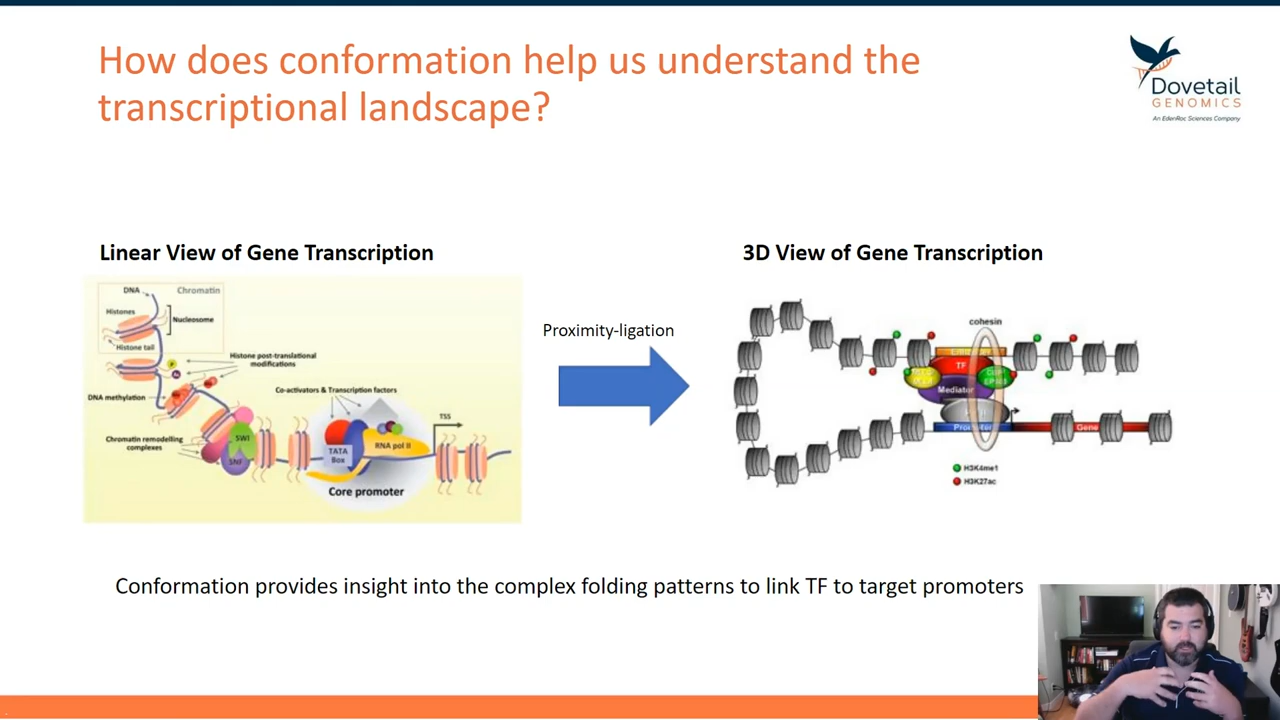 How does conformation help us understand the
transcriptional landscape?
Dovetail
GENOMICS
An EdenRoc Sciences Company
Linear View of Gene Transcription
DNA
Chromatin
Histones
Nucleosome
Histone tail
Histone post-translational
modifications
DNA methylation
Co-activators & Transcription factors
Chromatin remodelling
complexes
SWI
SNF
TATA
Box
RNA pol II
TSS
Core promoter
Proximity-ligation
3D View of Gene Transcription
cohesin
TF
Mediator
Gene
H3K4me1
H3K27ac
Conformation provides insight into the complex folding patterns to link TF to target promoters